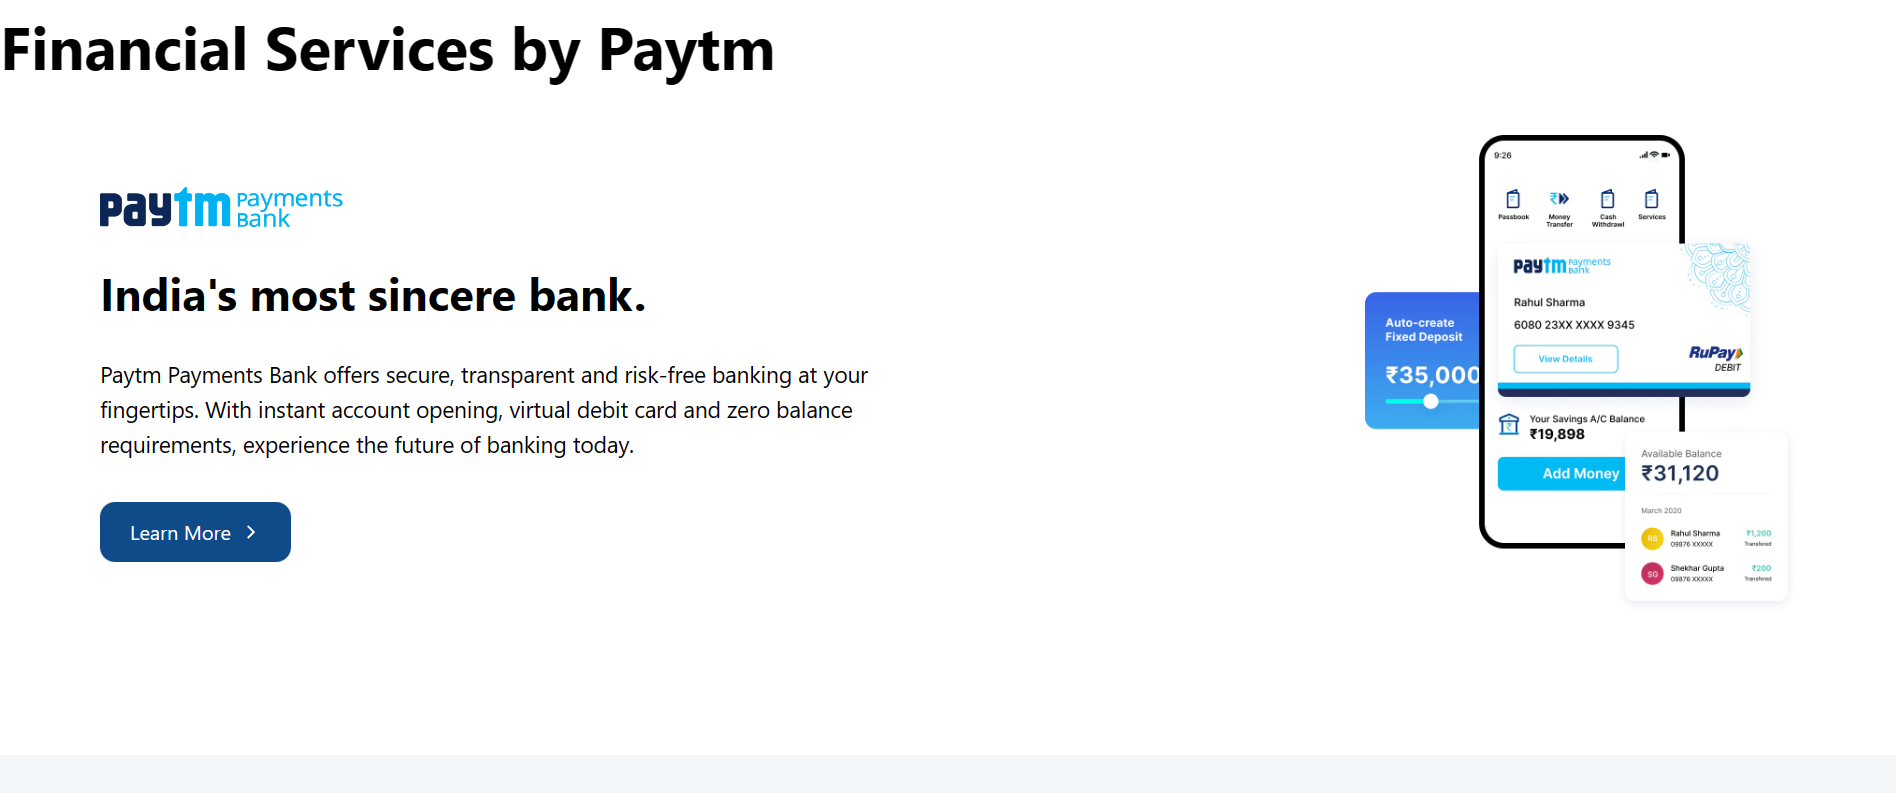 Financial Services by Paytm
paytm Payments Bank
India's most sincere bank.
Paytm Payments Bank offers secure, transparent and risk-free banking at your
fingertips. With instant account opening, virtual debit card and zero balance
requirements, experience the future of banking today.
Learn More
9:26
Passbook
Money Transfer
Cash Withdrawl
Services
paytm Payments Bank
Rahul Sharma
6080 23XX XXXX 9345
View Details
RuPay
DEBIT
Auto-create
Fixed Deposit
₹35,000
Your Savings A/C Balance
₹19,898
Add Money
Available Balance
₹31,120
March 2020
RS Rahul Sharma ₹1,200
09876 XXXXX Transfered
SG Shekhar Gupta ₹200
09876 XXXXX Transfered